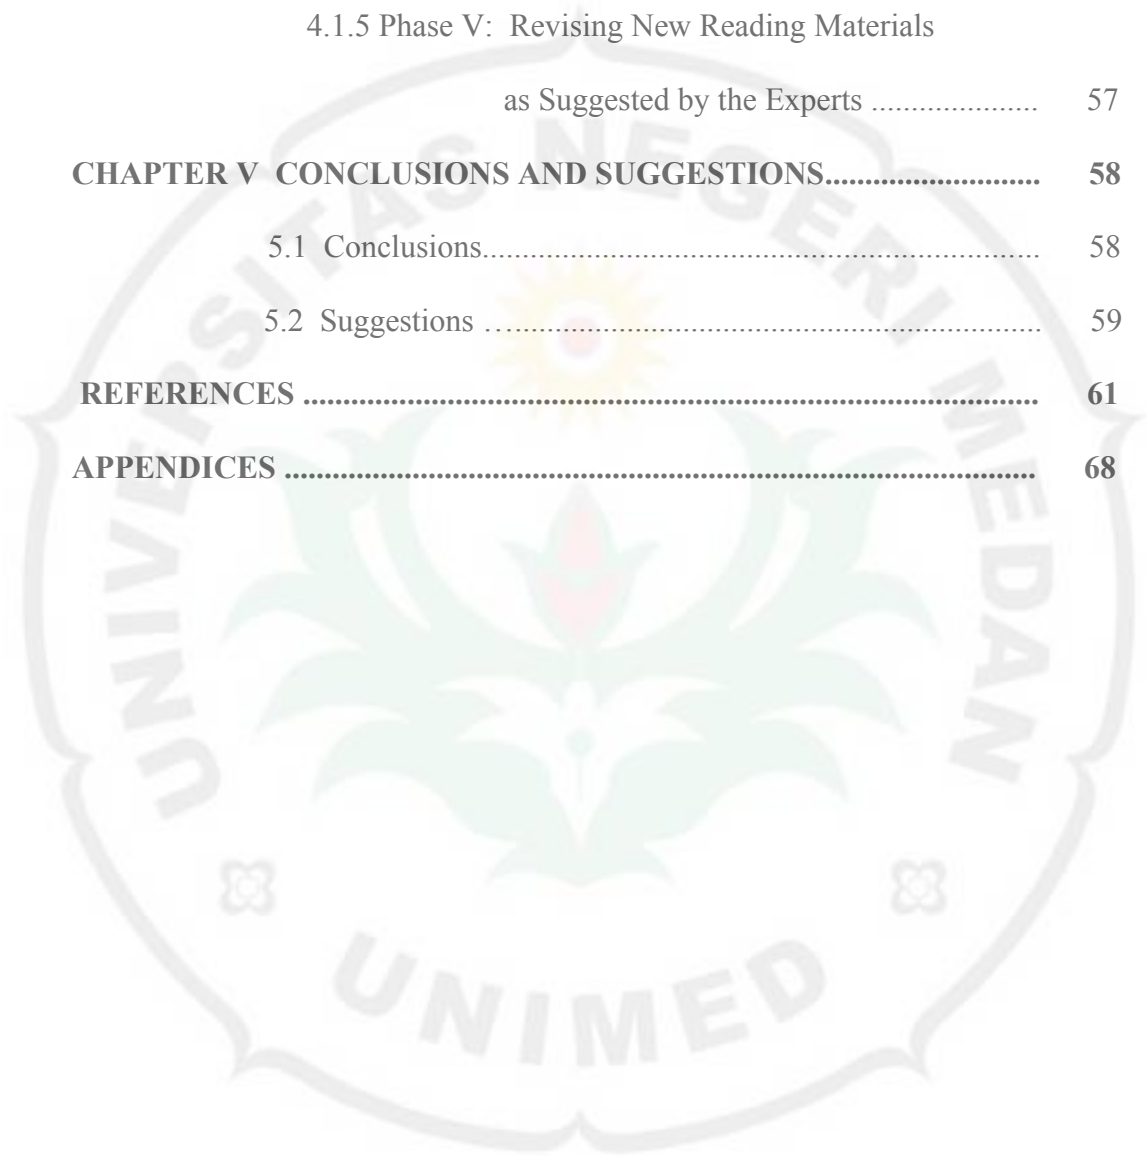 4.1.5 Phase V:  Revising New Reading Materials
as Suggested by the Experts ..................... 57
CHAPTER V  CONCLUSIONS AND SUGGESTIONS........................... 58
5.1  Conclusions...................................................................... 58
5.2  Suggestions …................................................................... 59
REFERENCES ............................................................................................ 61
APPENDICES .............................................................................................. 68
UNIVERSITAS NEGERI MEDAN
UNIMED